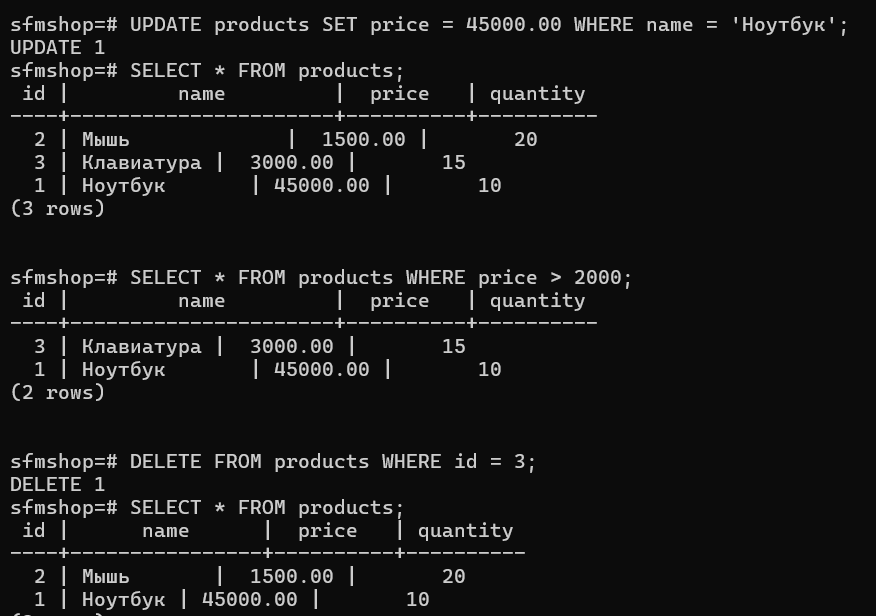 sfmshop=# UPDATE products SET price = 45000.00 WHERE name = 'Ноутбук';
UPDATE 1
sfmshop=# SELECT * FROM products;
 id |         name         |  price   | quantity
----+----------------------+----------+----------
  2 | Мышь             |  1500.00 |       20
  3 | Клавиатура |  3000.00 |       15
  1 | Ноутбук       | 45000.00 |       10
(3 rows)
sfmshop=# SELECT * FROM products WHERE price > 2000;
 id |         name         |  price   | quantity
----+----------------------+----------+----------
  3 | Клавиатура |  3000.00 |       15
  1 | Ноутбук       | 45000.00 |       10
(2 rows)
sfmshop=# DELETE FROM products WHERE id = 3;
DELETE 1
sfmshop=# SELECT * FROM products;
 id |      name      |  price   | quantity
----+----------------+----------+----------
  2 | Мышь       |  1500.00 |       20
  1 | Ноутбук | 45000.00 |       10